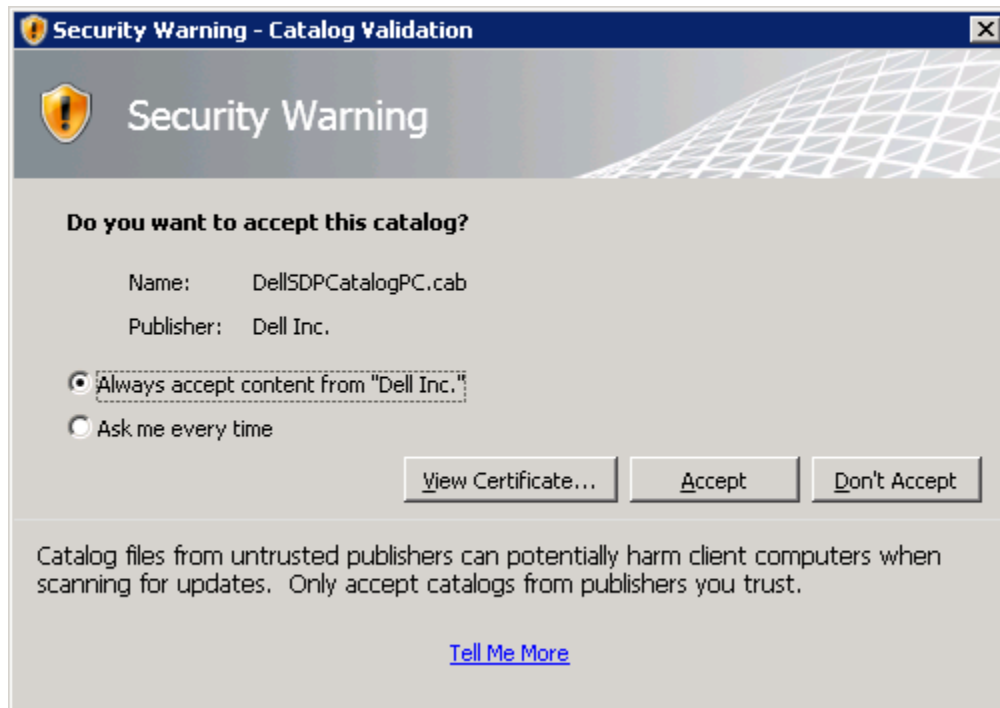 Security Warning - Catalog Validation
Security Warning
Do you want to accept this catalog?
Name: DellSDPCatalogPC.cab
Publisher: Dell Inc.
Always accept content from "Dell Inc."
Ask me every time
View Certificate... Accept Don't Accept
Catalog files from untrusted publishers can potentially harm client computers when
scanning for updates. Only accept catalogs from publishers you trust.
Tell Me More